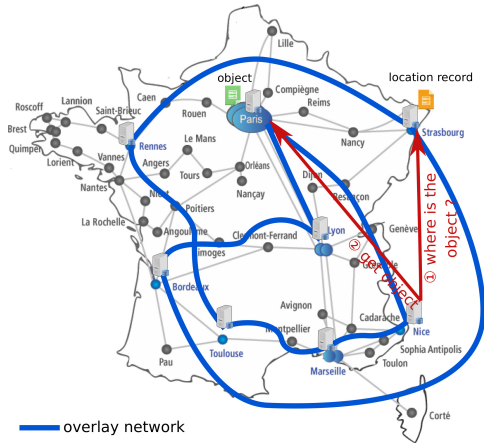 Lille
object
location record
Compiègne
Roscoff
Lannion
Caen
Paris
Reims
Saint-Brieuc
Rouen
Brest
Strasbourg
Quimper
Rennes
Le Mans
Nancy
Lorient
Vannes
Angers
Orléans
Tours
Dijon
Nantes
Nancay
Besançon
Niort
Poitiers
① where is the
object ?
La Rochelle
Lyon
Genève
Angoulême
Clermont-Ferrand
Limoges
Grenoble
② get object
Bordeaux
Avignon
Cadarache
Nice
Montpellier
Pau
Toulouse
Sophia Antipolis
Toulon
Marseille
Corté
overlay network